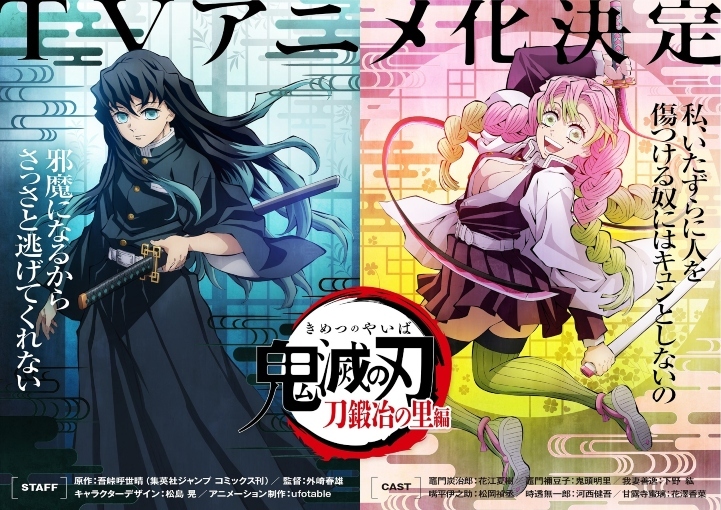 TVアニメ化決定
邪魔になるから
さっさと逃げてくれない
私、いたずらに人を
傷つける奴にはキュンとしないの
きめつのやいば
鬼滅の刃
刀鍛冶の里編
STAFF
原作：吾峠呼世晴（集英社ジャンプ コミックス刊）／ 監督：外崎春雄
キャラクターデザイン：松島 晃／アニメーション制作：ufotable
CAST
竈門炭治郎：花江夏樹／ 竈門禰豆子：鬼頭明里／ 我妻善逸：下野 紘
嘴平伊之助：松岡禎丞／ 時透無一郎：河西健吾／ 甘露寺蜜璃：花澤香菜